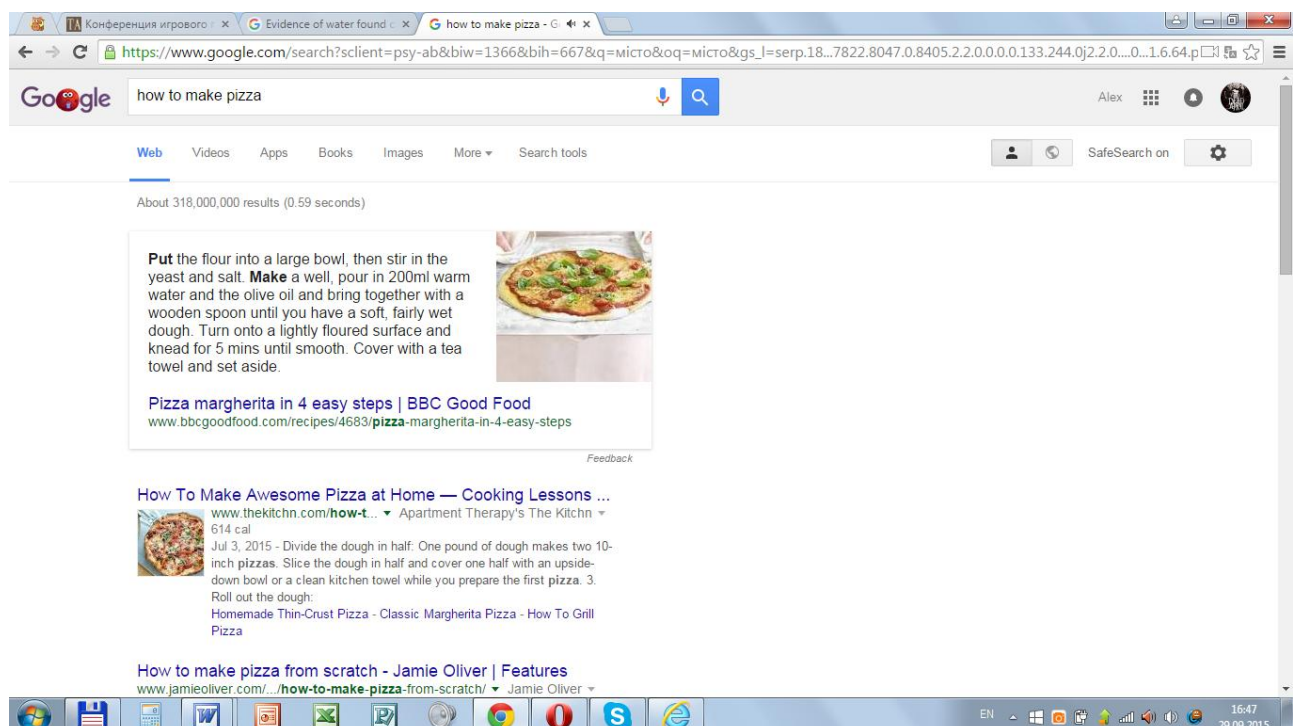 Конференция игрового г
Evidence of water found c
how to make pizza - G
https://www.google.com/search?sclient=psy-ab&biw=1366&bih=667&q=місто&oq=місто&gs_l=serp.18...7822.8047.0.8405.2.2.0.0.0.0.133.244.0j2.2.0....0...1.6.64.p
Google
how to make pizza
Alex
Web Videos Apps Books Images More Search tools
SafeSearch on
About 318,000,000 results (0.59 seconds)
Put the flour into a large bowl, then stir in the
yeast and salt. Make a well, pour in 200ml warm
water and the olive oil and bring together with a
wooden spoon until you have a soft, fairly wet
dough. Turn onto a lightly floured surface and
knead for 5 mins until smooth. Cover with a tea
towel and set aside.
Pizza margherita in 4 easy steps | BBC Good Food
www.bbcgoodfood.com/recipes/4683/pizza-margherita-in-4-easy-steps
Feedback
How To Make Awesome Pizza at Home — Cooking Lessons ...
www.thekitchn.com/how-t... Apartment Therapy's The Kitchn
614 cal
Jul 3, 2015 - Divide the dough in half: One pound of dough makes two 10-
inch pizzas. Slice the dough in half and cover one half with an upside-
down bowl or a clean kitchen towel while you prepare the first pizza. 3.
Roll out the dough:
Homemade Thin-Crust Pizza - Classic Margherita Pizza - How To Grill
Pizza
How to make pizza from scratch - Jamie Oliver | Features
www.jamieoliver.com/.../how-to-make-pizza-from-scratch/ Jamie Oliver
EN
16:47
29.09.2015